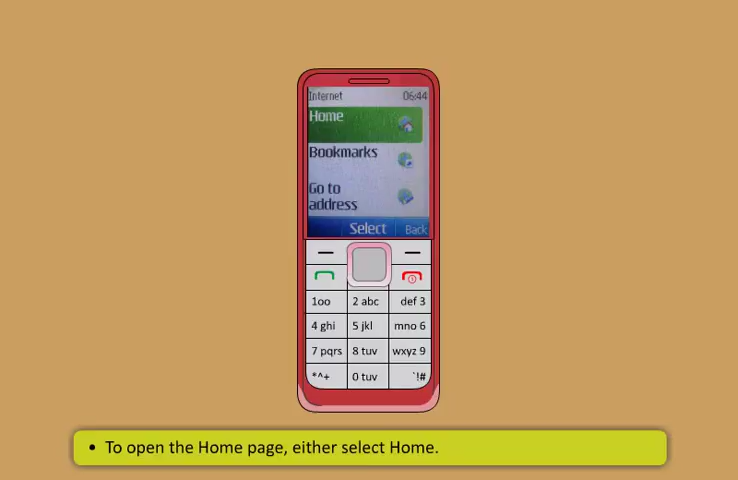 Internet 06:44
Home
Bookmarks
Go to
address
Select Back
1oo 2 abc def 3
4 ghi 5 jkl mno 6
7 pqrs 8 tuv wxyz 9
*^+ 0 tuv `!#
• To open the Home page, either select Home.